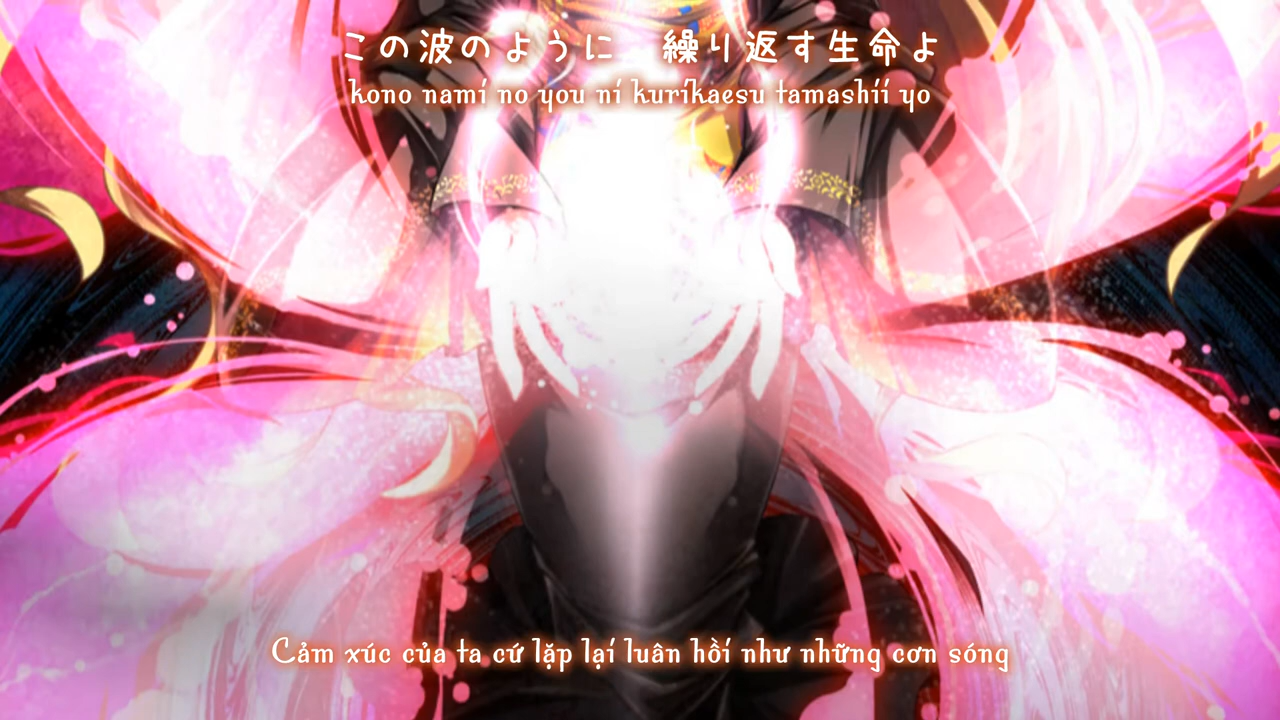 この波のように　繰り返す生命よ
kono nami no you ni kurikaesu tamashii yo
Cảm xúc của ta cứ lặp lại luân hồi như những cơn sóng